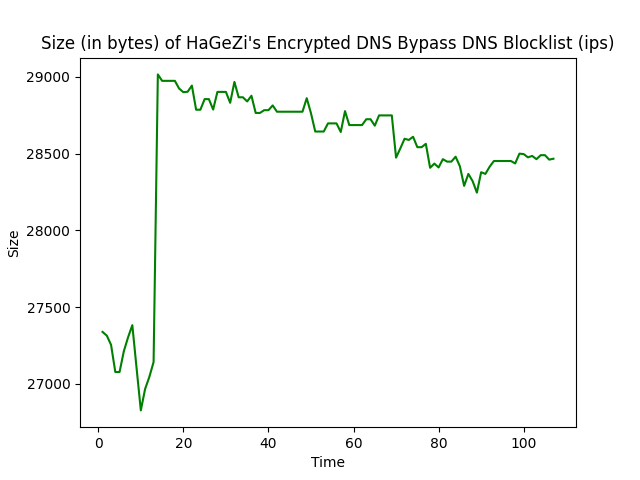 Size (in bytes) of HaGeZi's Encrypted DNS Bypass DNS Blocklist (ips)
29000
28500
28000
27500
27000
Size
0 20 40 60 80 100
Time